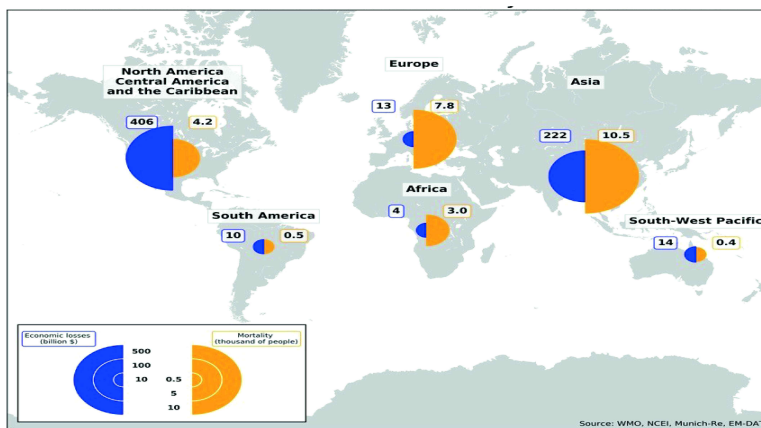 Europe
Asia
North America
Central America
and the Caribbean
13
7.8
406
4.2
222
10.5
Africa
4
3.0
South America
South-West Pacific
10
0.5
14
0.4
Economic losses
(billion $)
Mortality
(thousand of people)
500
100
10
0.5
5
10
Source: WMO, NCEI, Munich-Re, EM-DAT